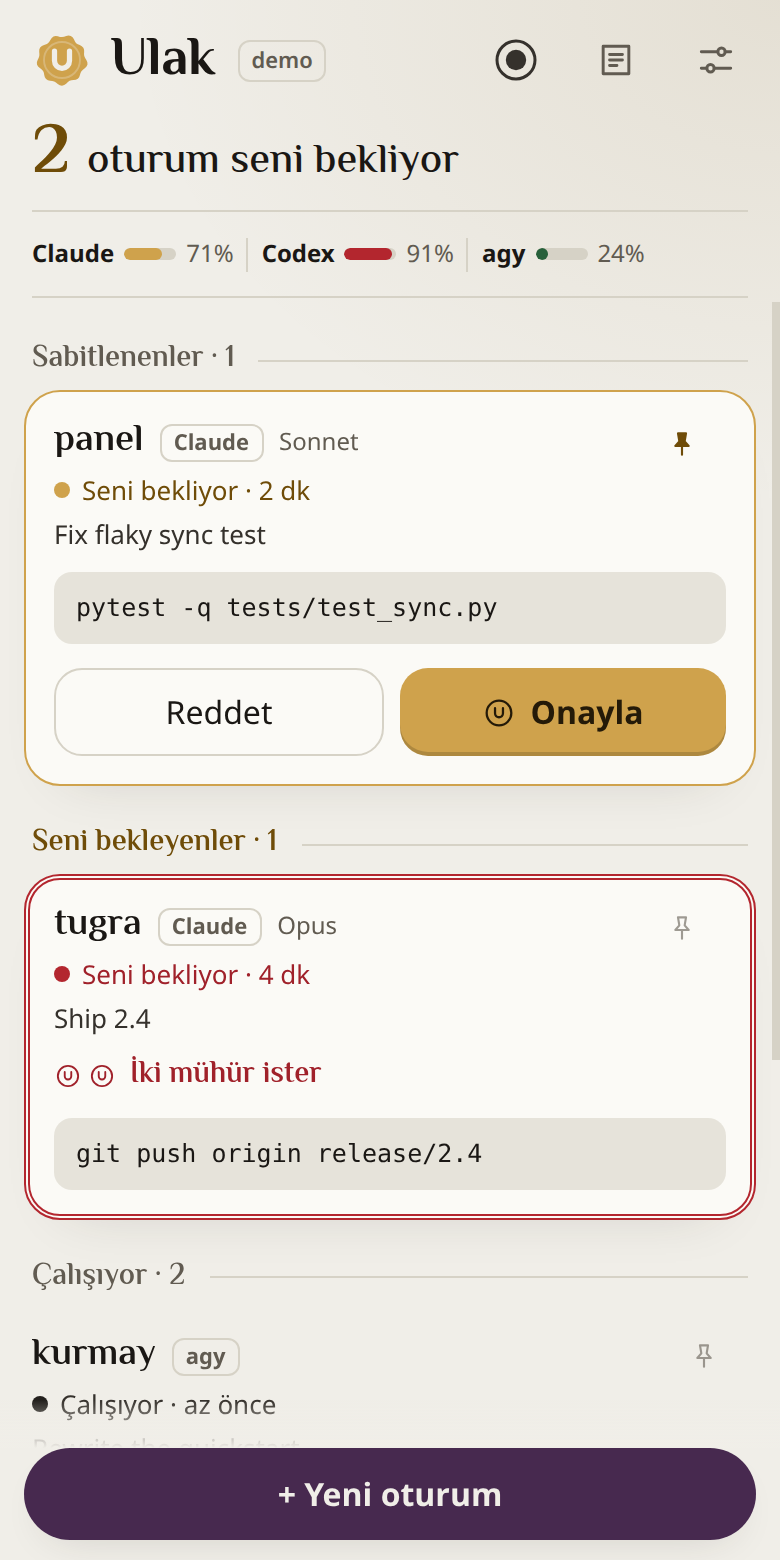 Ulak demo
2 oturum seni bekliyor
Claude 71% Codex 91% agy 24%
Sabitlenenler · 1
panel Claude Sonnet
Seni bekliyor · 2 dk
Fix flaky sync test
pytest -q tests/test_sync.py
Reddet Onayla
Seni bekleyenler · 1
tugra Claude Opus
Seni bekliyor · 4 dk
Ship 2.4
İki mühür ister
git push origin release/2.4
Çalışıyor · 2
kurmay agy
Çalışıyor · az önce
Rewrite the quickstart
+ Yeni oturum